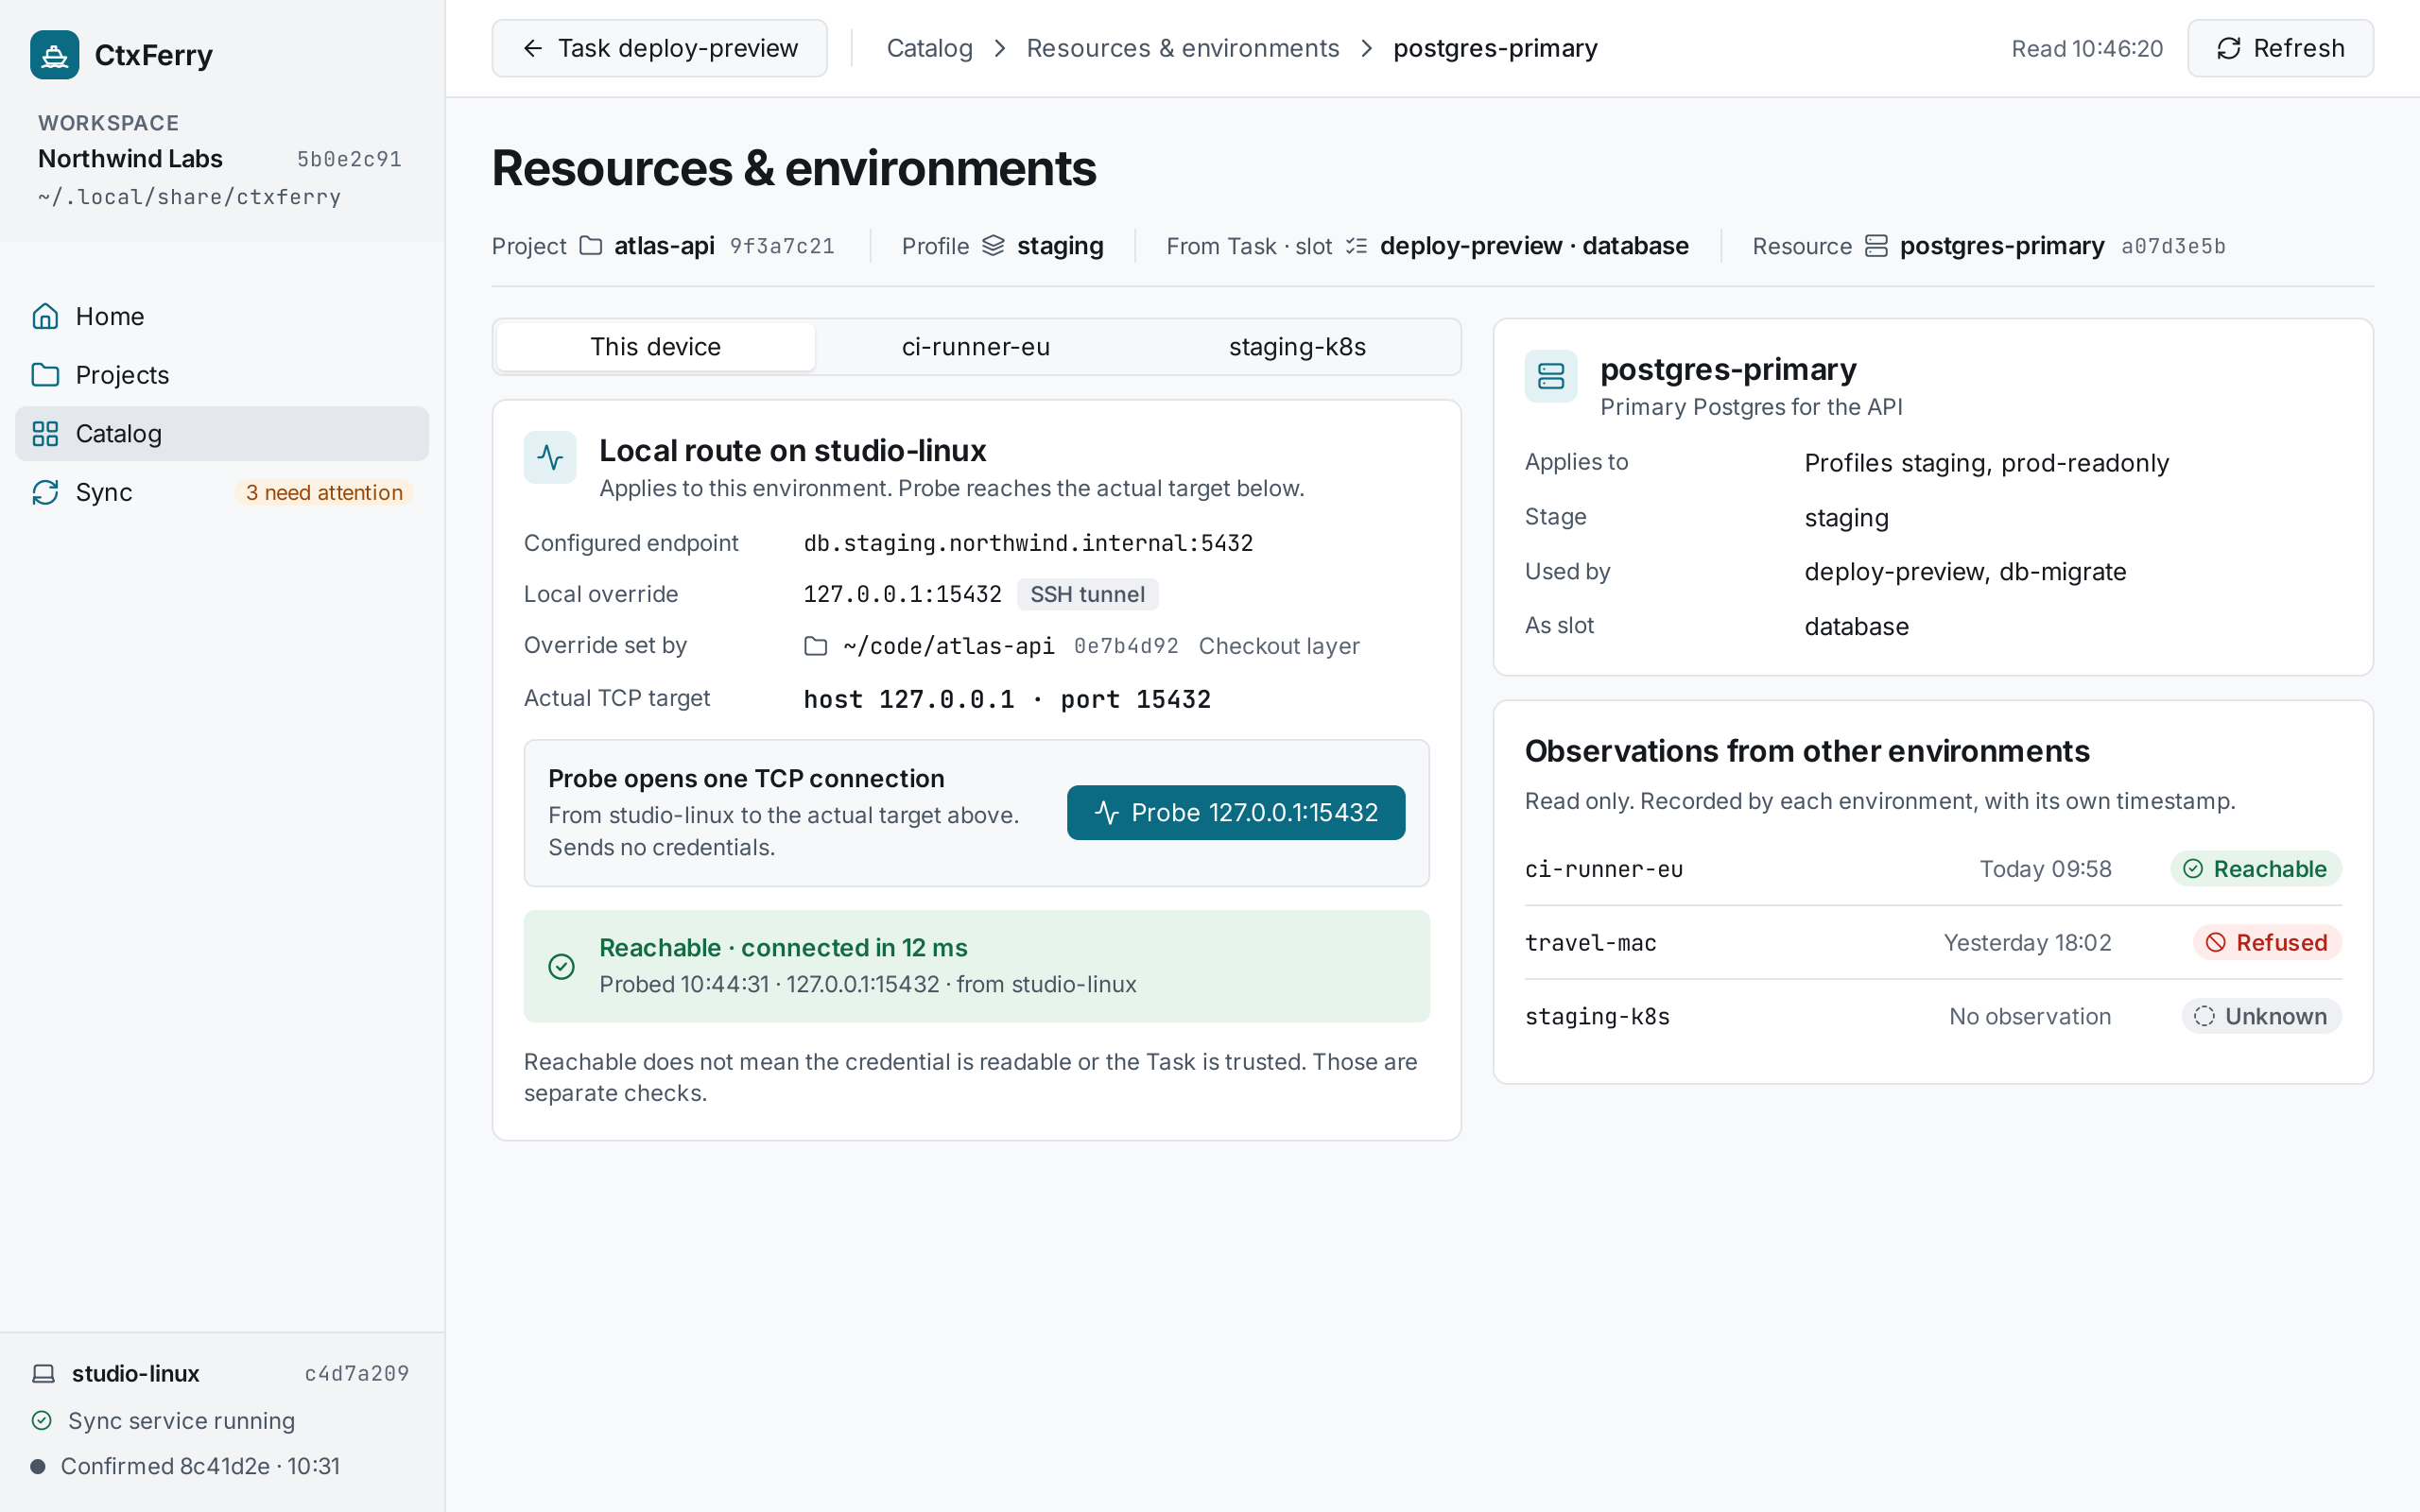 CtxFerry
WORKSPACE
Northwind Labs 5b0e2c91
~/.local/share/ctxferry
Home
Projects
Catalog
Sync 3 need attention
studio-linux c4d7a209
Sync service running
Confirmed 8c41d2e · 10:31
Task deploy-preview Catalog Resources & environments postgres-primary Read 10:46:20 Refresh
Resources & environments
Project atlas-api 9f3a7c21 Profile staging From Task · slot deploy-preview · database Resource postgres-primary a07d3e5b
This device ci-runner-eu staging-k8s
Local route on studio-linux
Applies to this environment. Probe reaches the actual target below.
Configured endpoint db.staging.northwind.internal:5432
Local override 127.0.0.1:15432 SSH tunnel
Override set by ~/code/atlas-api 0e7b4d92 Checkout layer
Actual TCP target host 127.0.0.1 · port 15432
Probe opens one TCP connection
From studio-linux to the actual target above.
Sends no credentials.
Probe 127.0.0.1:15432
Reachable · connected in 12 ms
Probed 10:44:31 · 127.0.0.1:15432 · from studio-linux
Reachable does not mean the credential is readable or the Task is trusted. Those are
separate checks.
postgres-primary
Primary Postgres for the API
Applies to Profiles staging, prod-readonly
Stage staging
Used by deploy-preview, db-migrate
As slot database
Observations from other environments
Read only. Recorded by each environment, with its own timestamp.
ci-runner-eu Today 09:58 Reachable
travel-mac Yesterday 18:02 Refused
staging-k8s No observation Unknown